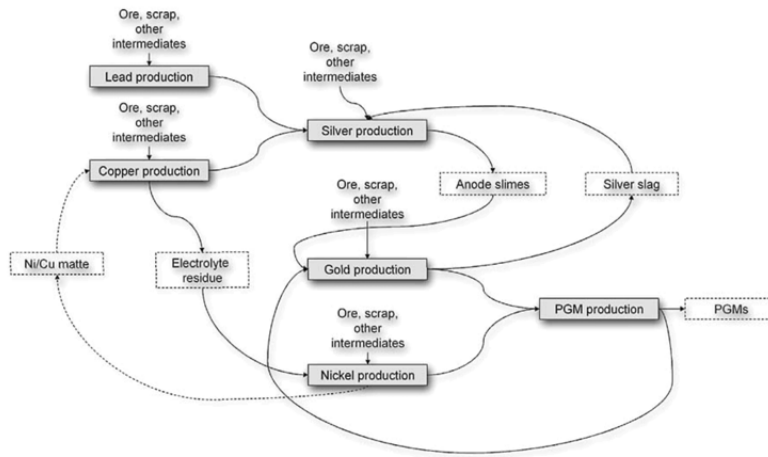 Ore, scrap,
other
intermediates
Lead production
Ore, scrap,
other
intermediates
Copper production
Ore, scrap,
other
intermediates
Silver production
Anode slimes
Silver slag
Ore, scrap,
other
intermediates
Ni/Cu matte
Electrolyte
residue
Gold production
PGM production
PGMs
Ore, scrap,
other
intermediates
Nickel production